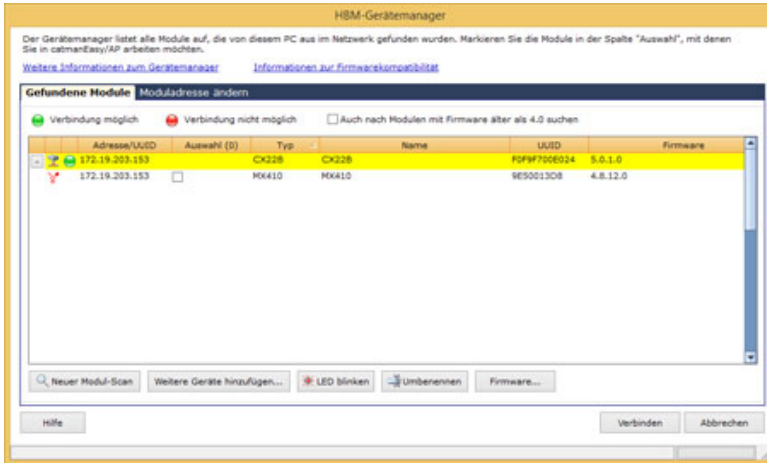 HBM-Gerätemanager
Der Gerätemanager listet alle Module auf, die von diesem PC aus im Netzwerk gefunden wurden. Markieren Sie die Module in der Spalte "Auswahl", mit denen
Sie in catmanEasy/AP arbeiten möchten.
Weitere Informationen zum Gerätemanager Informationen zur Firmwarekompatibilität
Gefundene Module Moduladresse ändern
Verbindung möglich Verbindung nicht möglich Auch nach Modulen mit Firmware älter als 4.0 suchen
Adresse/UUID Auswahl (0) Typ Name UUID Firmware
172.19.203.153 CX22B CX22B F0F9F700E024 5.0.1.0
172.19.203.153 MX410 MX410 9E50013D8 4.8.12.0
Neuer Modul-Scan Weitere Geräte hinzufügen... LED blinken Umbenennen Firmware...
Hilfe Verbinden Abbrechen